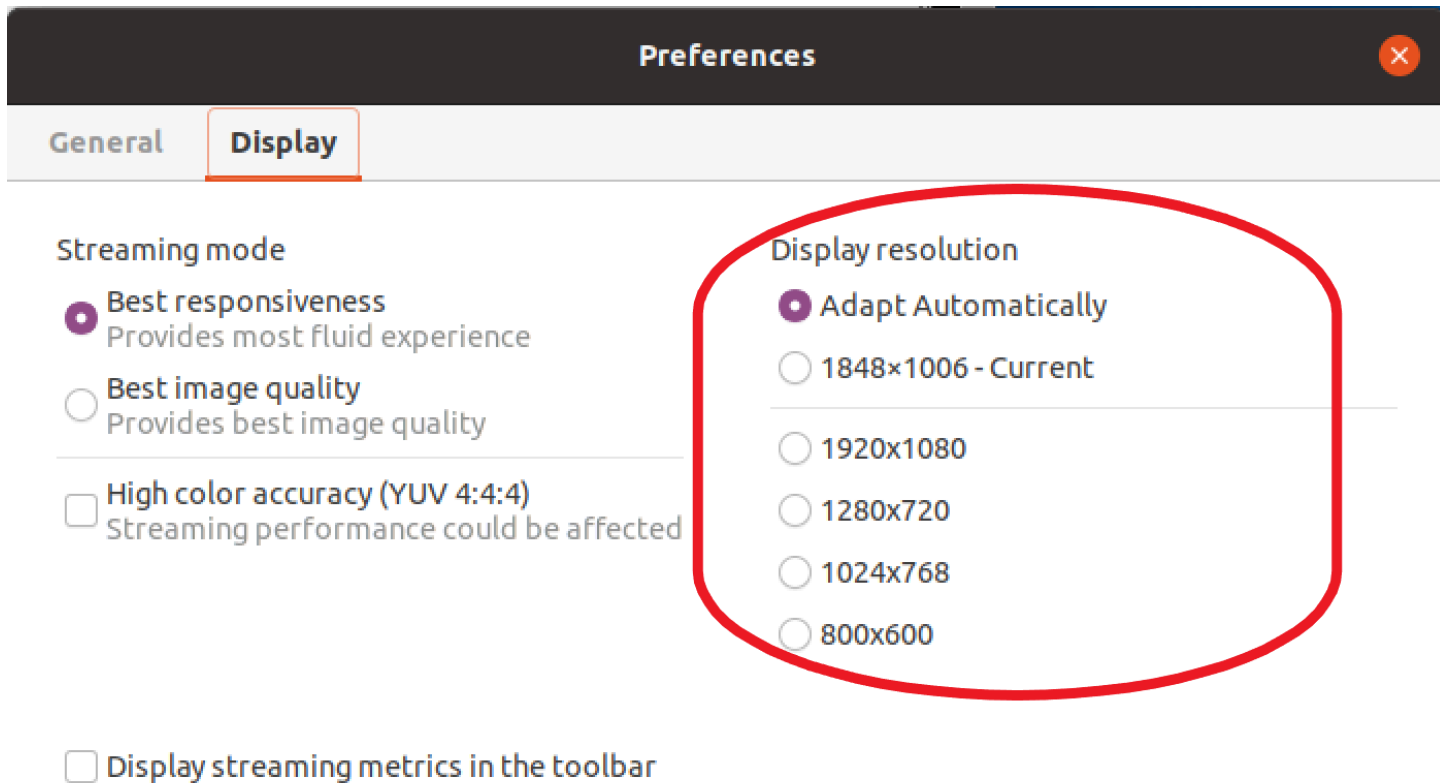 Preferences
General
Display
Streaming mode
Best responsiveness
Provides most fluid experience
Best image quality
Provides best image quality
High color accuracy (YUV 4:4:4)
Streaming performance could be affected
Display resolution
Adapt Automatically
1848×1006 - Current
1920x1080
1280x720
1024x768
800x600
Display streaming metrics in the toolbar